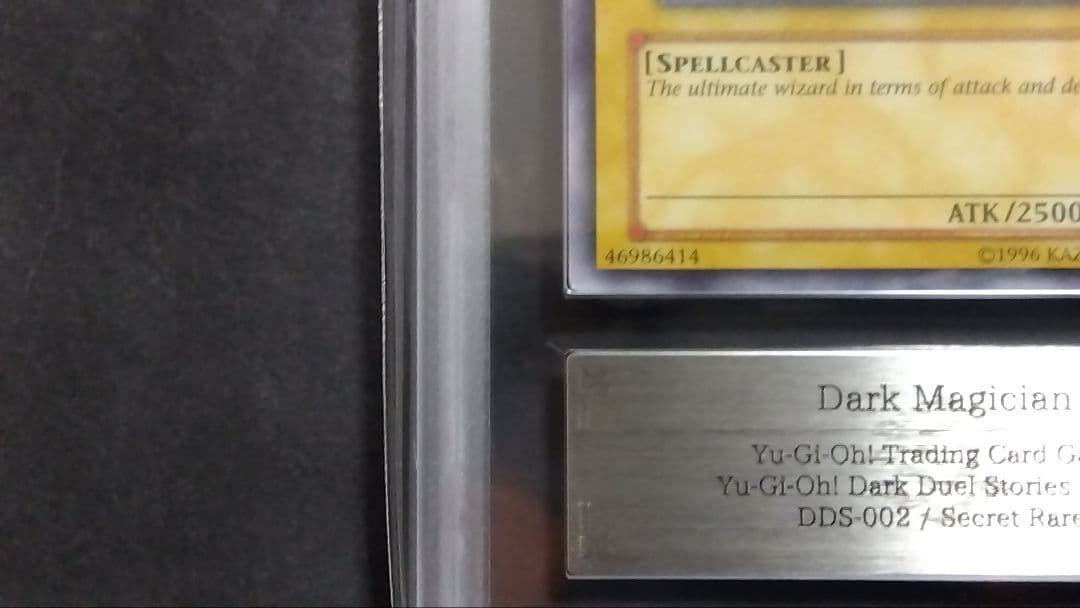 [SPELLCASTER]
The ultimate wizard in terms of attack and de
ATK/2500
46986414
©1996 KAZ
Dark Magician
Yu-Gi-Oh! Trading Card Ga
Yu-Gi-Oh! Dark Duel Stories
DDS-002 / Secret Rare